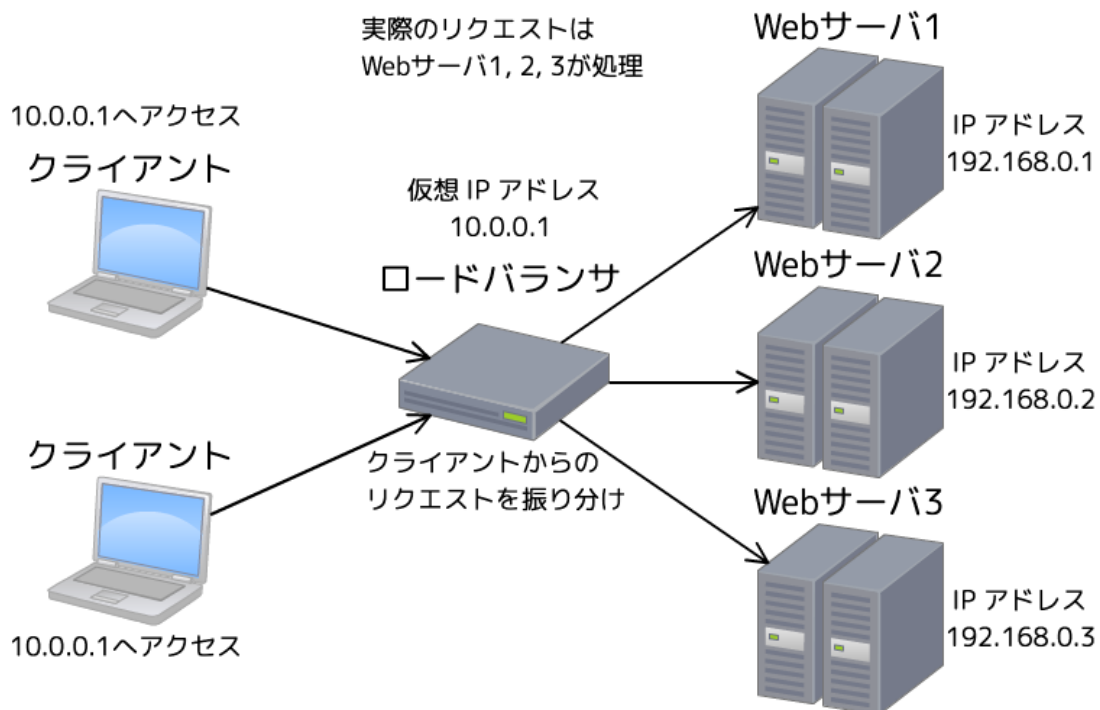 実際のリクエストは
Webサーバ1, 2, 3が処理
10.0.0.1へアクセス
クライアント
仮想 IP アドレス
10.0.0.1
ロードバランサ
クライアントからの
リクエストを振り分け
クライアント
10.0.0.1へアクセス
Webサーバ1
IP アドレス
192.168.0.1
Webサーバ2
IP アドレス
192.168.0.2
Webサーバ3
IP アドレス
192.168.0.3